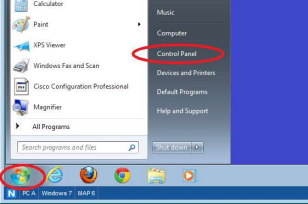 Calculator
Paint
XPS Viewer
Windows Fax and Scan
Cisco Configuration Professional
Magnifier
All Programs
Search programs and files
Music
Computer
Control Panel
Devices and Printers
Default Programs
Help and Support
Shut down
N PC A Windows 7 MAP 6